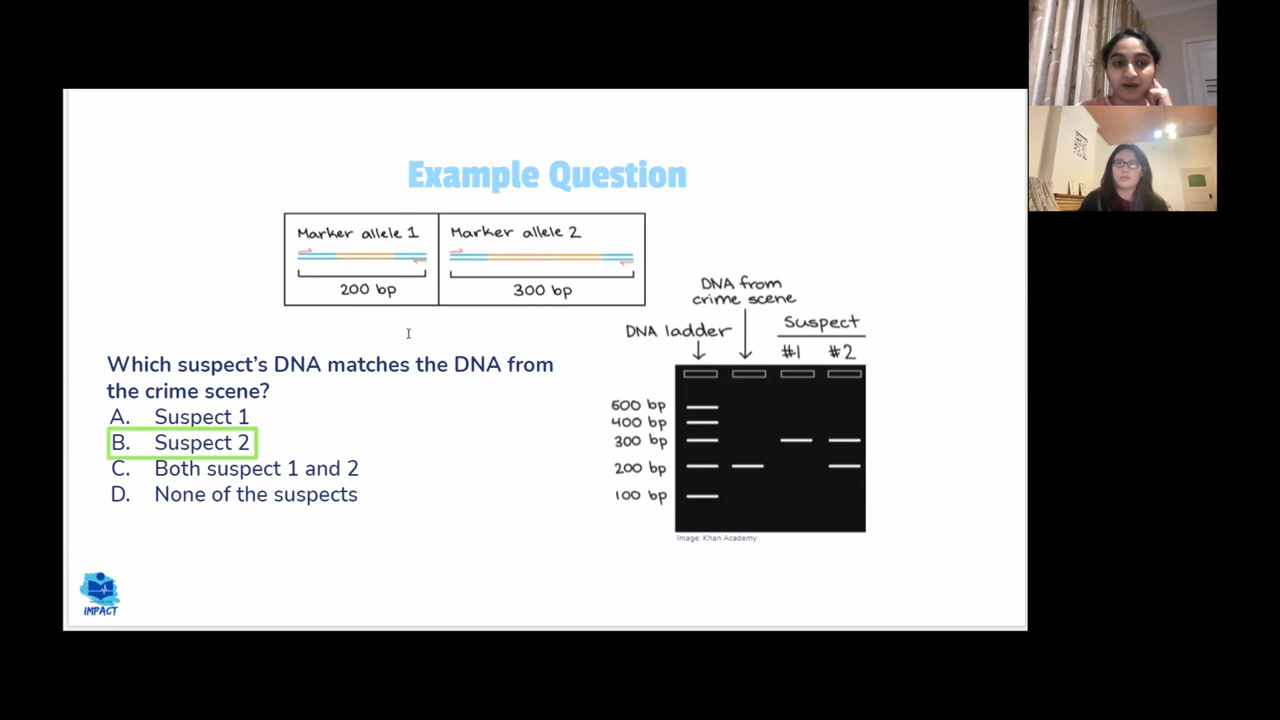 Example Question
Marker allele 1
Marker allele 2
200 bp
300 bp
DNA from
crime scene
DNA ladder
Suspect
#1
#2
Which suspect's DNA matches the DNA from
the crime scene?
A. Suspect 1
B. Suspect 2
C. Both suspect 1 and 2
D. None of the suspects
500 bp
400 bp
300 bp
200 bp
100 bp
Image: Khan Academy
IMPACT